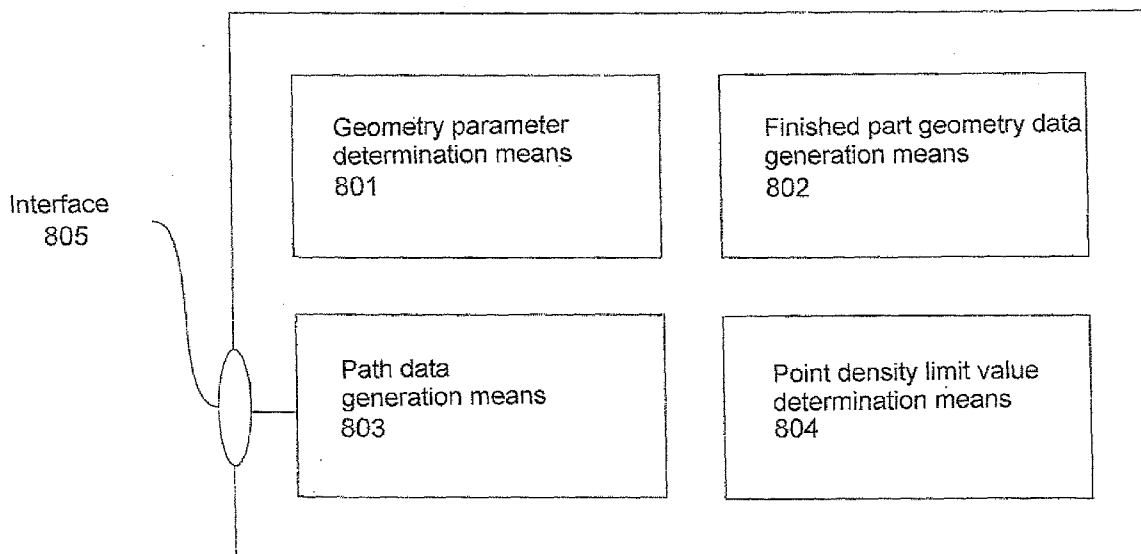 Geometry parameter
determination means
801
Finished part geometry data
generation means
802
Interface
805
Path data
generation means
803
Point density limit value
determination means
804